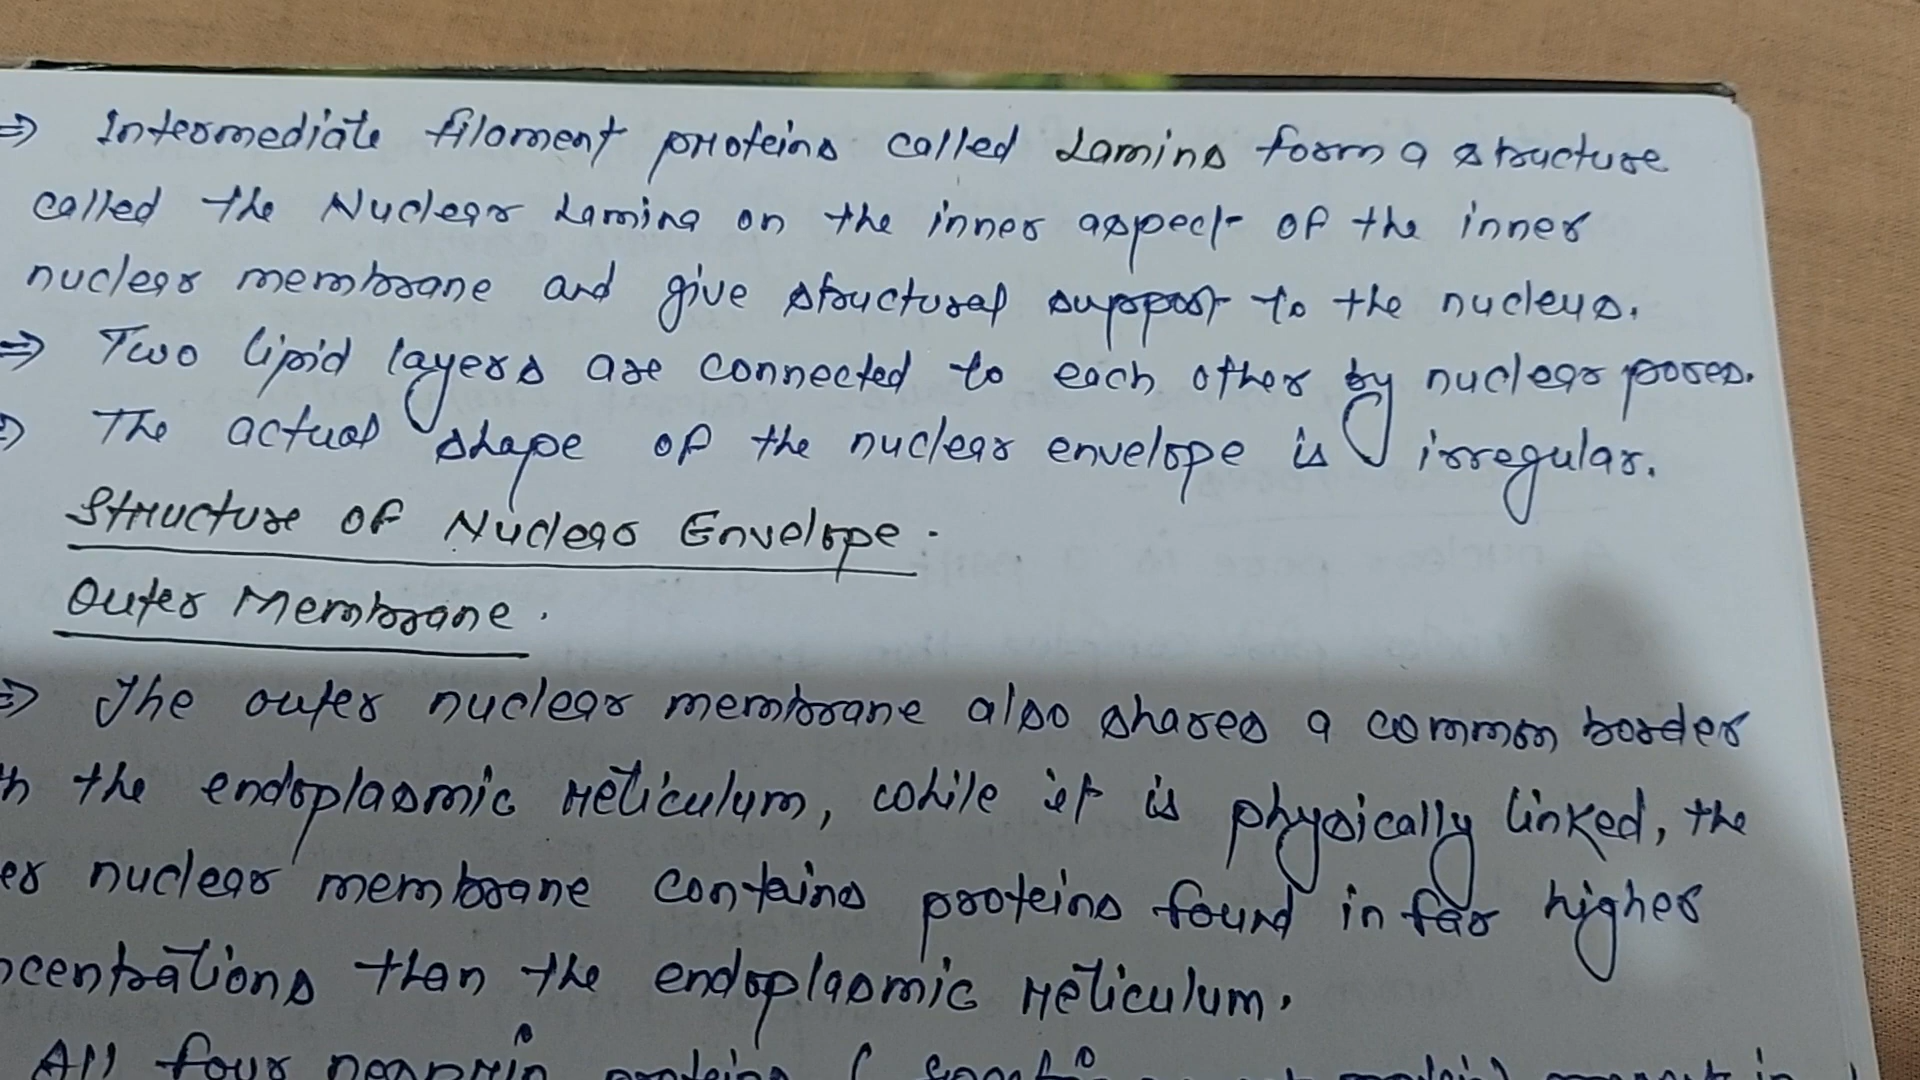 ⇒ Intermediate filament proteins called Lamins form a structure
called the Nuclear Lamina on the inner aspect of the inner
nuclear membrane and give structural support to the nucleus.
⇒ Two lipid layers are connected to each other by nuclear pores.
⇒ The actual shape of the nuclear envelope is irregular.
Structure of Nuclear Envelope.
Outer Membrane.
⇒ The outer nuclear membrane also shares a common border
the endoplasmic reticulum, while it is physically linked, the
nuclear membrane contains proteins found in far higher
than the endoplasmic reticulum.
All four nesprin proteins